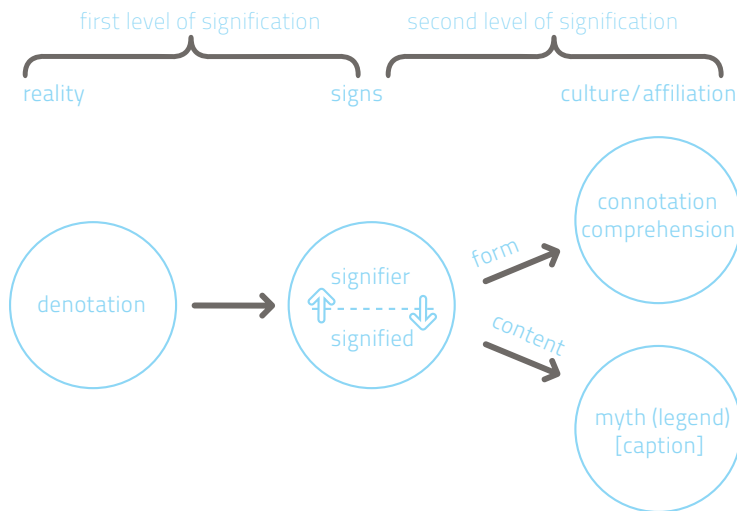 first level of signification
second level of signification
reality
signs
culture/affiliation
denotation
signifier
signified
form
content
connotation
comprehension
myth (legend)
[caption]